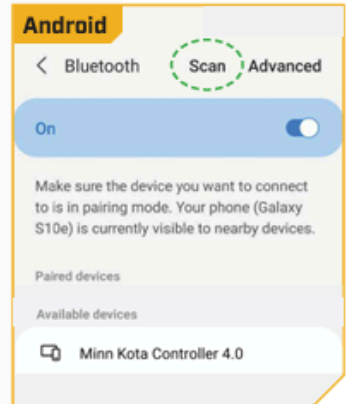 Android
Bluetooth Scan Advanced
On
Make sure the device you want to connect
to is in pairing mode. Your phone (Galaxy
S10e) is currently visible to nearby devices.
Paired devices
Available devices
Minn Kota Controller 4.0